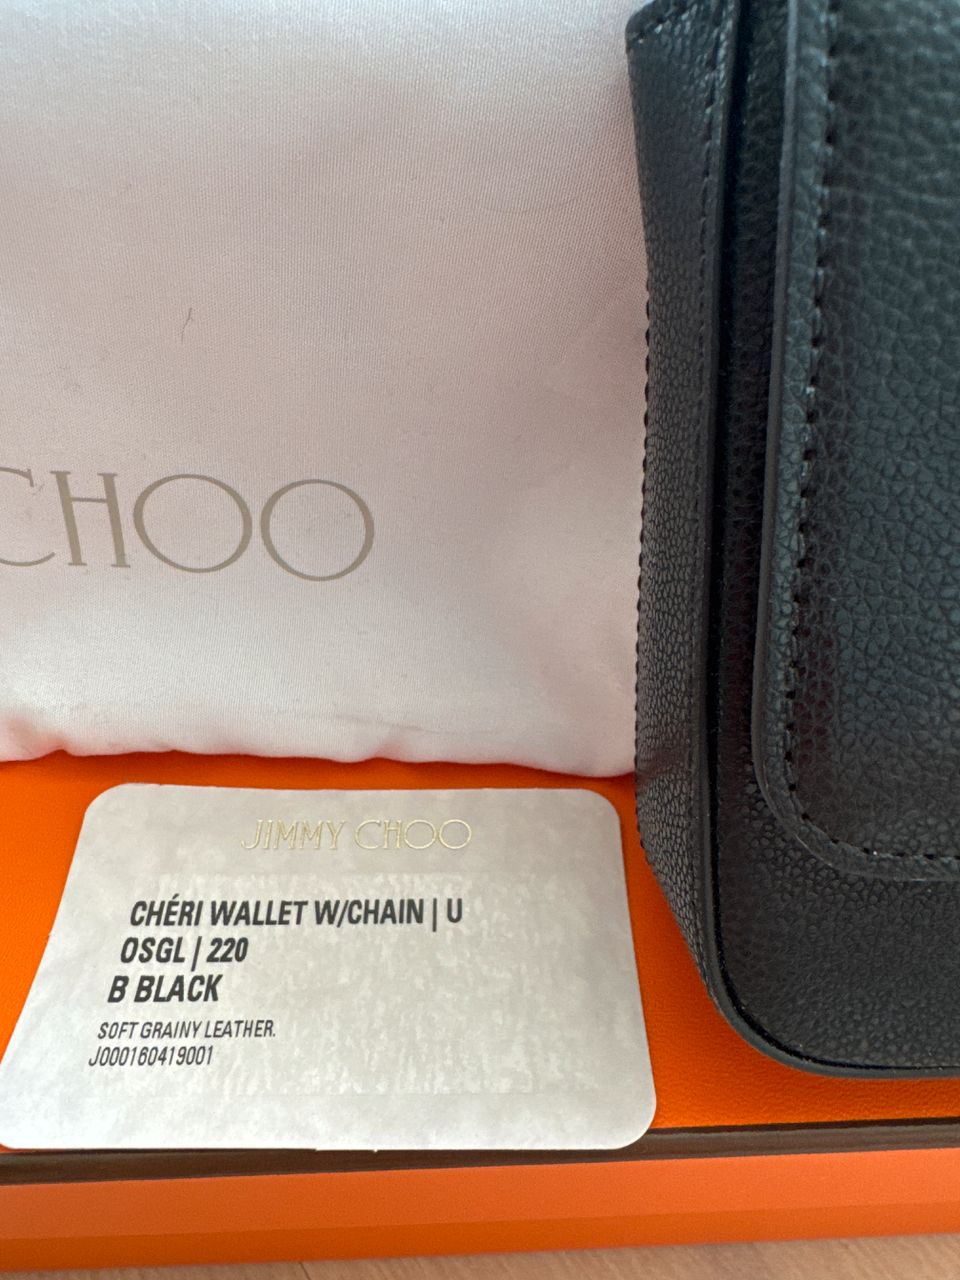 CHOO
JIMMY CHOO
CHÉRI WALLET W/CHAIN | U
OSGL | 220
B BLACK
SOFT GRAINY LEATHER.
J000160419001